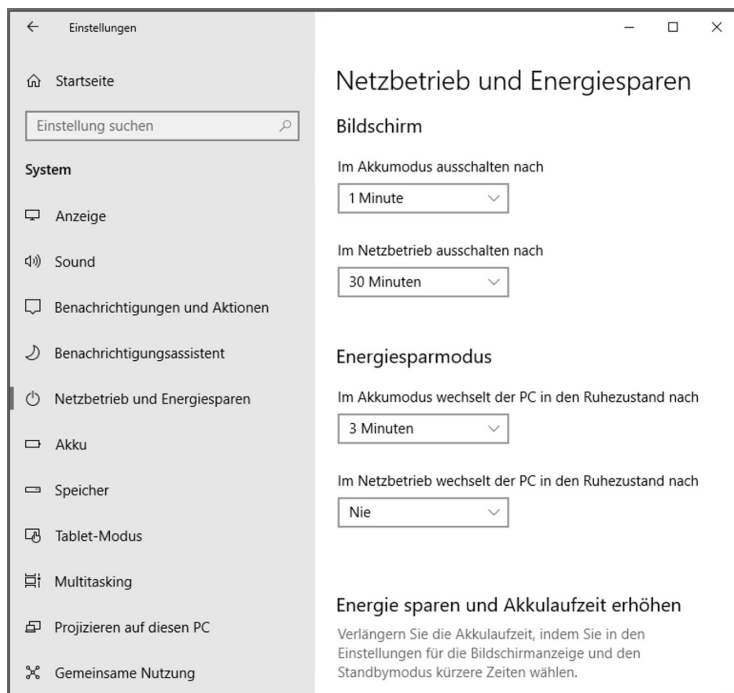 Einstellungen
Startseite
Einstellung suchen
System
Anzeige
Sound
Benachrichtigungen und Aktionen
Benachrichtigungsassistent
Netzbetrieb und Energiesparen
Akku
Speicher
Tablet-Modus
Multitasking
Projizieren auf diesen PC
Gemeinsame Nutzung
Netzbetrieb und Energiesparen
Bildschirm
Im Akkumodus ausschalten nach
1 Minute
Im Netzbetrieb ausschalten nach
30 Minuten
Energiesparmodus
Im Akkumodus wechselt der PC in den Ruhezustand nach
3 Minuten
Im Netzbetrieb wechselt der PC in den Ruhezustand nach
Nie
Energie sparen und Akkulaufzeit erhöhen
Verlängern Sie die Akkulaufzeit, indem Sie in den
Einstellungen für die Bildschirmanzeige und den
Standbymodus kürzere Zeiten wählen.